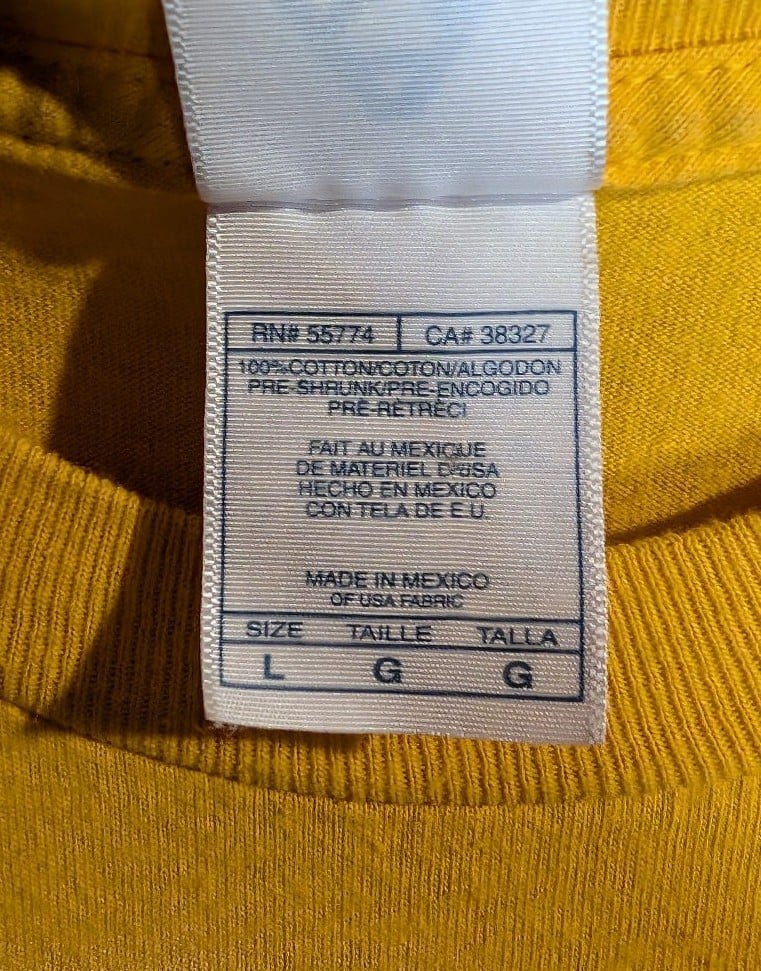 RN# 55774 CA# 38327
100% COTTON/COTON/ALGODON
PRE-SHRUNK/PRE-ENCOGIDO
PRÉ-RÉTRÉCI
FAIT AU MEXIQUE
DE MATERIEL D'USA
HECHO EN MEXICO
CON TELA DE E.U.
MADE IN MEXICO
OF USA FABRIC
SIZE TAILLE TALLA
L G G